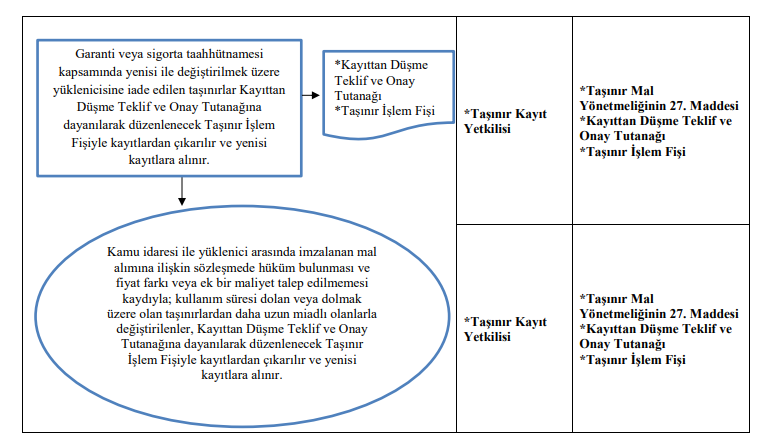 Garanti veya sigorta taahhütnamesi
kapsamında yenisi ile değiştirilmek üzere
yüklenicisine iade edilen taşınırlar Kayıttan
Düşme Teklif ve Onay Tutanağına
dayanılarak düzenlenecek Taşınır İşlem
Fişiyle kayıtlardan çıkarılır ve yenisi
kayıtlara alınır.
*Kayıttan Düşme
Teklif ve Onay
Tutanağı
*Taşınır İşlem Fişi
*Taşınır Kayıt
Yetkilisi
*Taşınır Mal
Yönetmeliğinin 27. Maddesi
*Kayıttan Düşme Teklif ve
Onay Tutanağı
*Taşınır İşlem Fişi
Kamu idaresi ile yüklenici arasında imzalanan mal
alımına ilişkin sözleşmede hüküm bulunması ve
fiyat farkı veya ek bir maliyet talep edilmemesi
kaydıyla; kullanım süresi dolan veya dolmak
üzere olan taşınırlardan daha uzun miadlı olanlarla
değiştirilenler, Kayıttan Düşme Teklif ve Onay
Tutanağına dayanılarak düzenlenecek Taşınır
İşlem Fişiyle kayıtlardan çıkarılır ve yenisi
kayıtlara alınır.
*Taşınır Kayıt
Yetkilisi
*Taşınır Mal
Yönetmeliğinin 27. Maddesi
*Kayıttan Düşme Teklif ve
Onay Tutanağı
*Taşınır İşlem Fişi